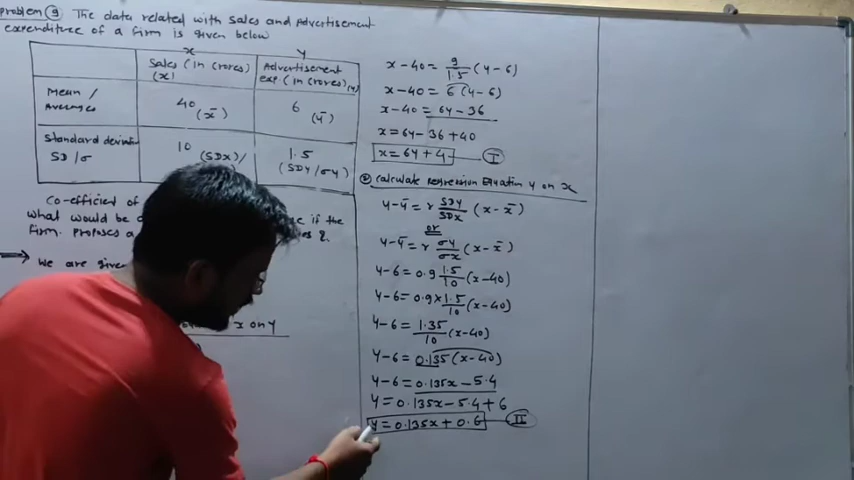 problem ⑨ The data related with sales and Advertisement
expenditure of a firm is given below
x
Sales (in crores)
(x)
y
Advertisement
exp. (in crores) (y)
Mean /
Averages
40
(x̄)
6
(ȳ)
Standard deviation
SD/σ
10
(SDx)/
1.5
(SDy/σy)
Co-efficient of
what would be if the
firm. proposes a
→ we are give
x on y
x-40 = 9/1.5 (y-6)
x-40 = 6(y-6)
x-40 = 6y-36
x = 6y-36+40
x = 6y+4 — I
② Calculate regression Equation y on x
y-ȳ = r SDy/SDx (x-x̄)
or
y-ȳ = r σy/σx (x-x̄)
y-6 = 0.9 1.5/10 (x-40)
y-6 = 0.9 × 1.5/10 (x-40)
y-6 = 1.35/10 (x-40)
y-6 = 0.135 (x-40)
y-6 = 0.135x - 5.4
y = 0.135x - 5.4 + 6
y = 0.135x + 0.6 — II